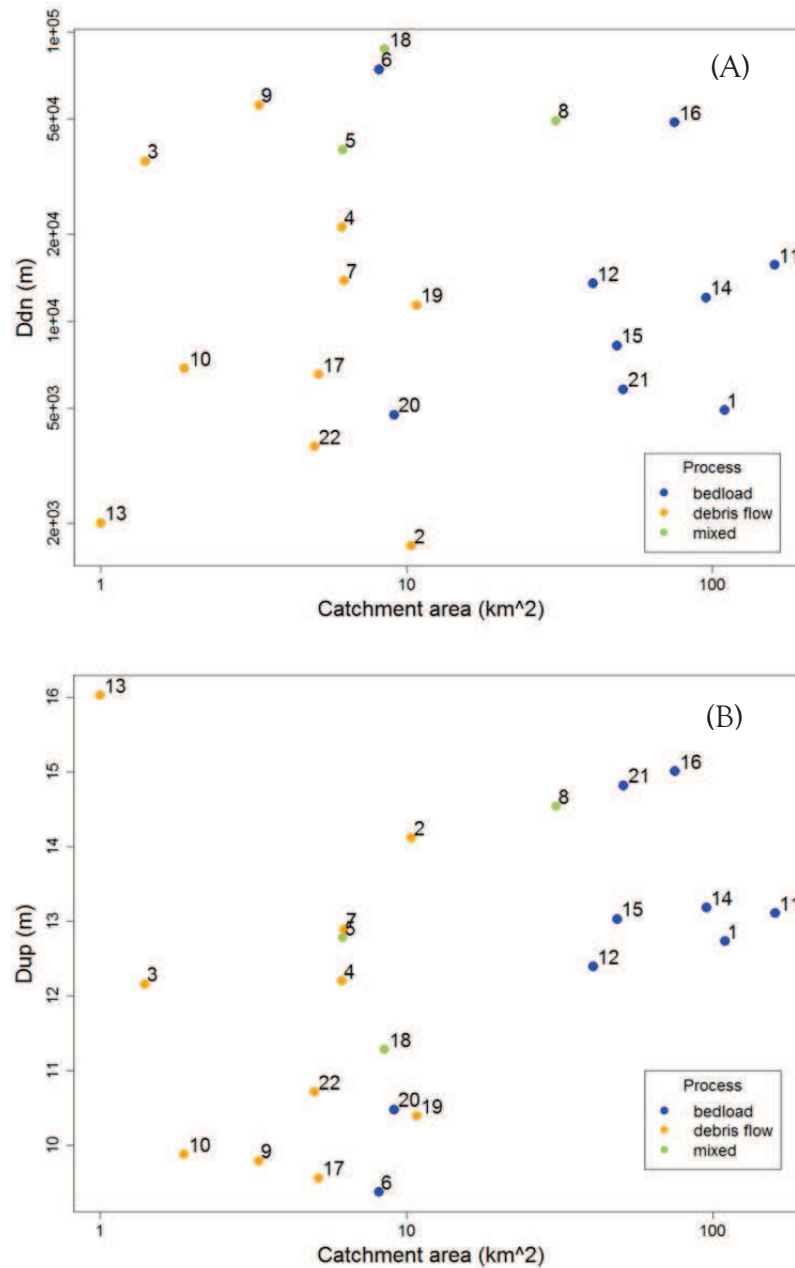 (A)
Ddn (m)
1e+05
5e+04
2e+04
1e+04
5e+03
2e+03
18
6
9
8
16
5
3
4
7
19
12
14
11
15
10
17
21
20
1
22
13
2
Process
bedload
debris flow
mixed
1
10
100
Catchment area (km^2)
(B)
Dup (m)
16
15
14
13
12
11
10
13
16
21
8
2
7
5
14
11
15
1
12
3
4
18
22
20
19
10
9
17
6
Process
bedload
debris flow
mixed
1
10
100
Catchment area (km^2)